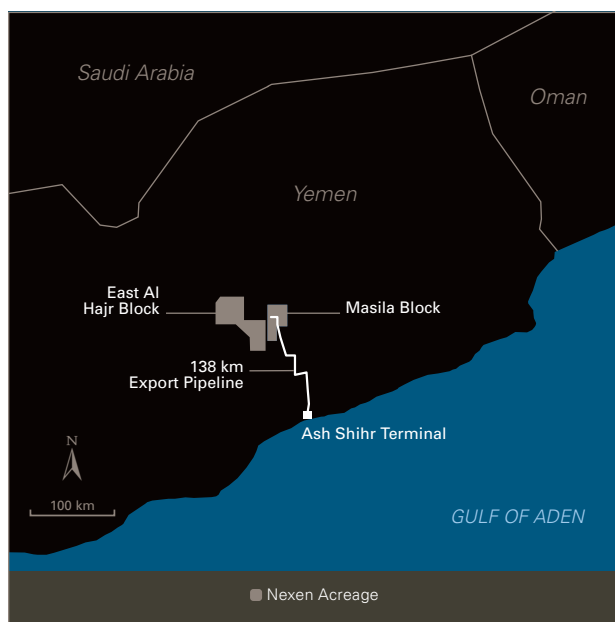 Saudi Arabia
Oman
Yemen
East Al
Hajr Block
Masila Block
138 km
Export Pipeline
Ash Shihr Terminal
N
100 km
GULF OF ADEN
Nexen Acreage